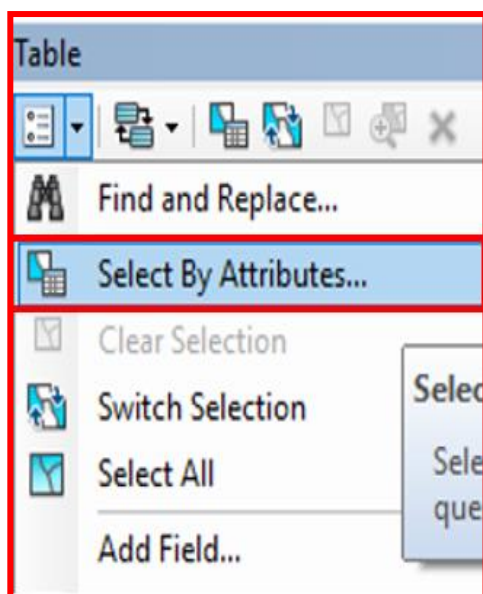 Table
Find and Replace...
Select By Attributes...
Clear Selection
Switch Selection
Select All
Add Field...